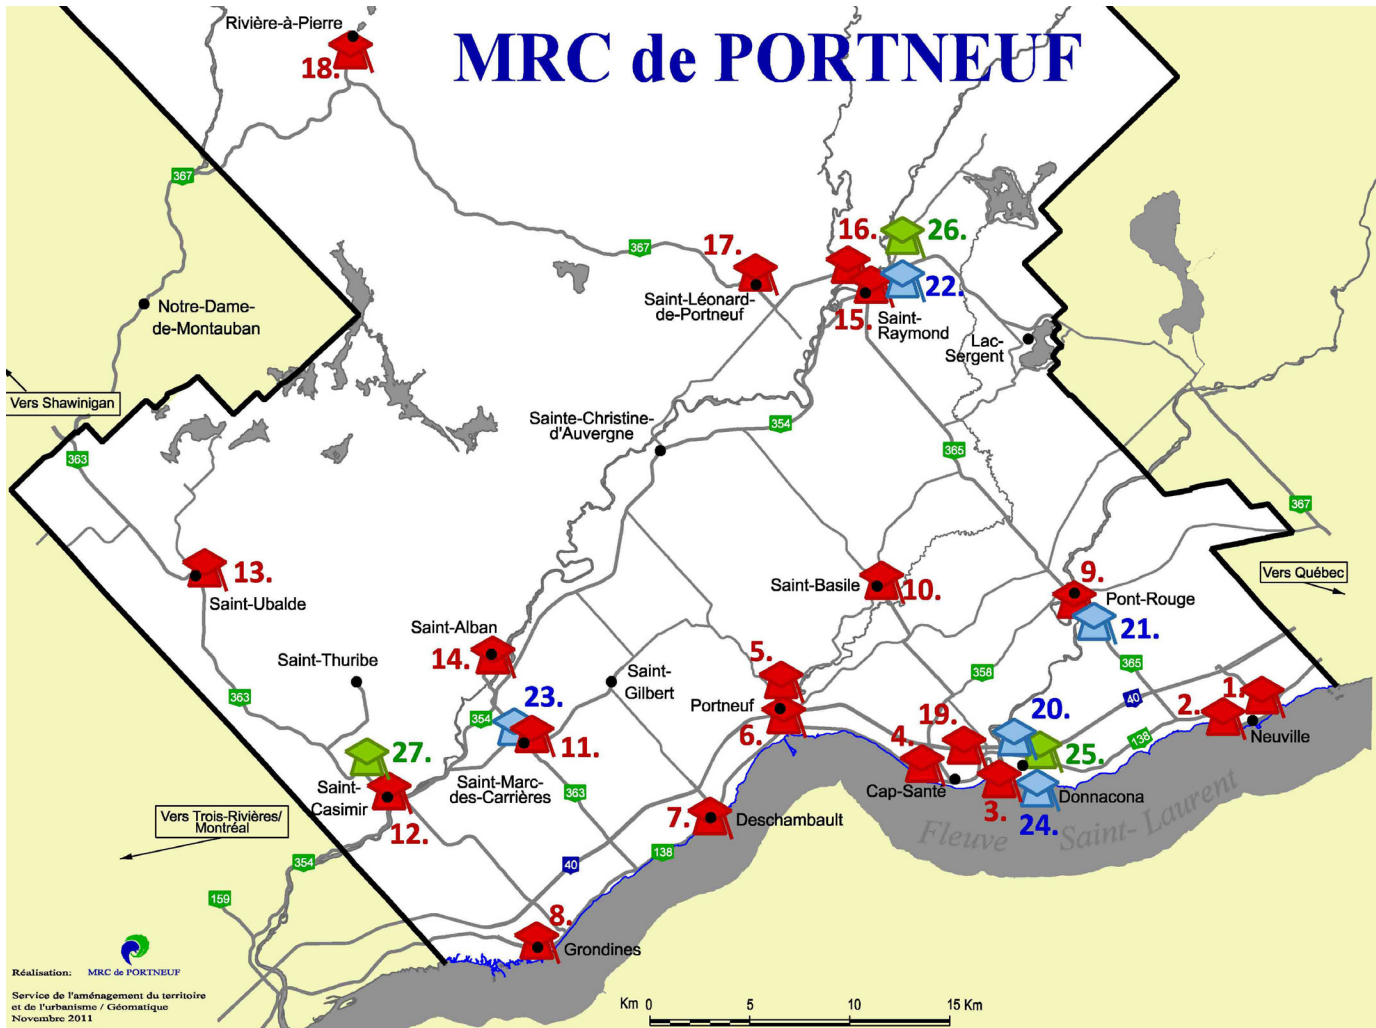 Rivière-à-Pierre
MRC de PORTNEUF
18.
367
17.
16.
26.
367
Saint-Léonard-
de-Portneuf
22.
15.
Saint-
Raymond
Notre-Dame-
de-Montauban
Lac-
Sergent
Vers Shawinigan
Sainte-Christine-
d'Auvergne
354
363
365
367
13.
Saint-Ubalde
Saint-Basile
10.
9.
Pont-Rouge
Vers Québec
21.
Saint-Alban
14.
Saint-Thuribe
Saint-
Gilbert
5.
358
365
363
23.
354
Portneuf
6.
20.
40
1.
2.
Neuville
19.
4.
138
27.
11.
25.
Saint-
Casimir
Saint-Marc-
des-Carrières
363
Cap-Santé
3.
Donnacona
24.
12.
7.
Deschambault
Fleuve Saint-Laurent
Vers Trois-Rivières/
Montréal
354
40
138
159
8.
Grondines
Réalisation:
MRC de PORTNEUF
Service de l'aménagement du territoire
et de l'urbanisme / Géomatique
Novembre 2011
Km 0 5 10 15 Km